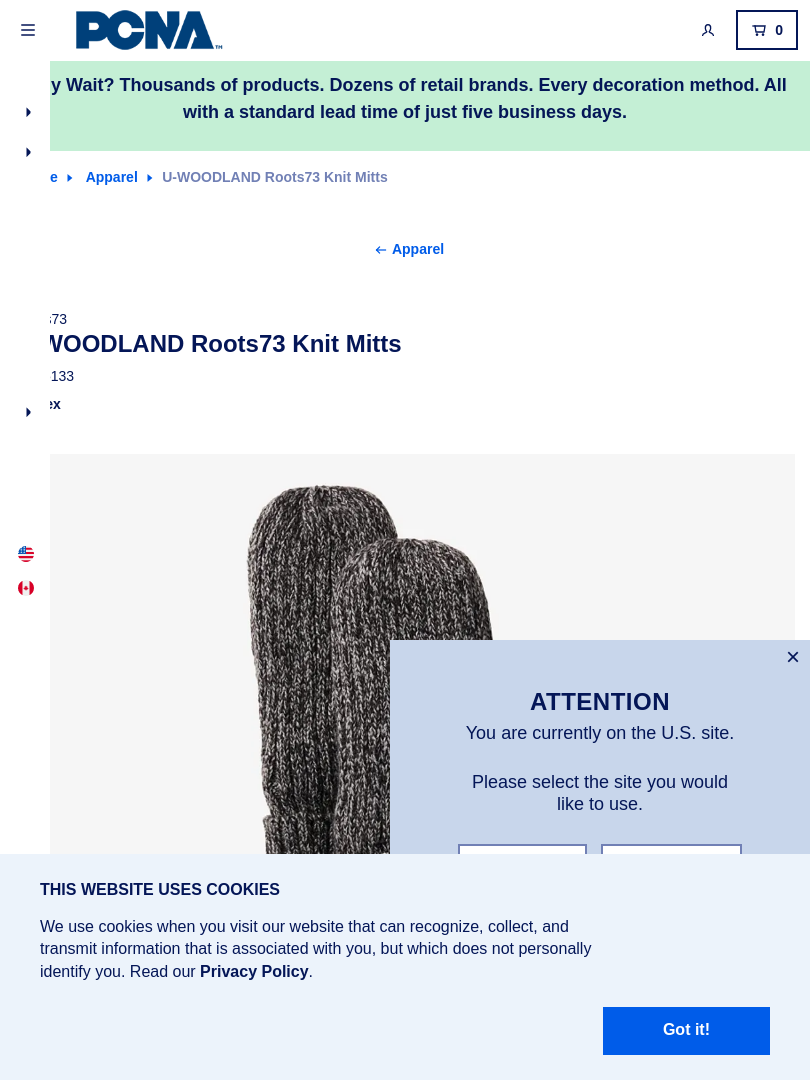 PCNA™
0
y Wait? Thousands of products. Dozens of retail brands. Every decoration method. All
with a standard lead time of just five business days.
e Apparel U-WOODLAND Roots73 Knit Mitts
Apparel
s73
WOODLAND Roots73 Knit Mitts
133
ex
ATTENTION
You are currently on the U.S. site.
Please select the site you would
like to use.
THIS WEBSITE USES COOKIES
We use cookies when you visit our website that can recognize, collect, and
transmit information that is associated with you, but which does not personally
identify you. Read our Privacy Policy.
Got it!